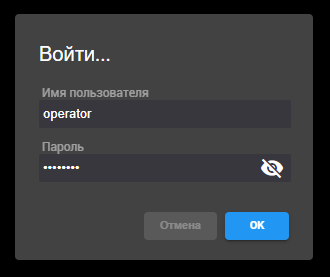 Войти...
Имя пользователя
operator
Пароль
••••••••
Отмена
OK